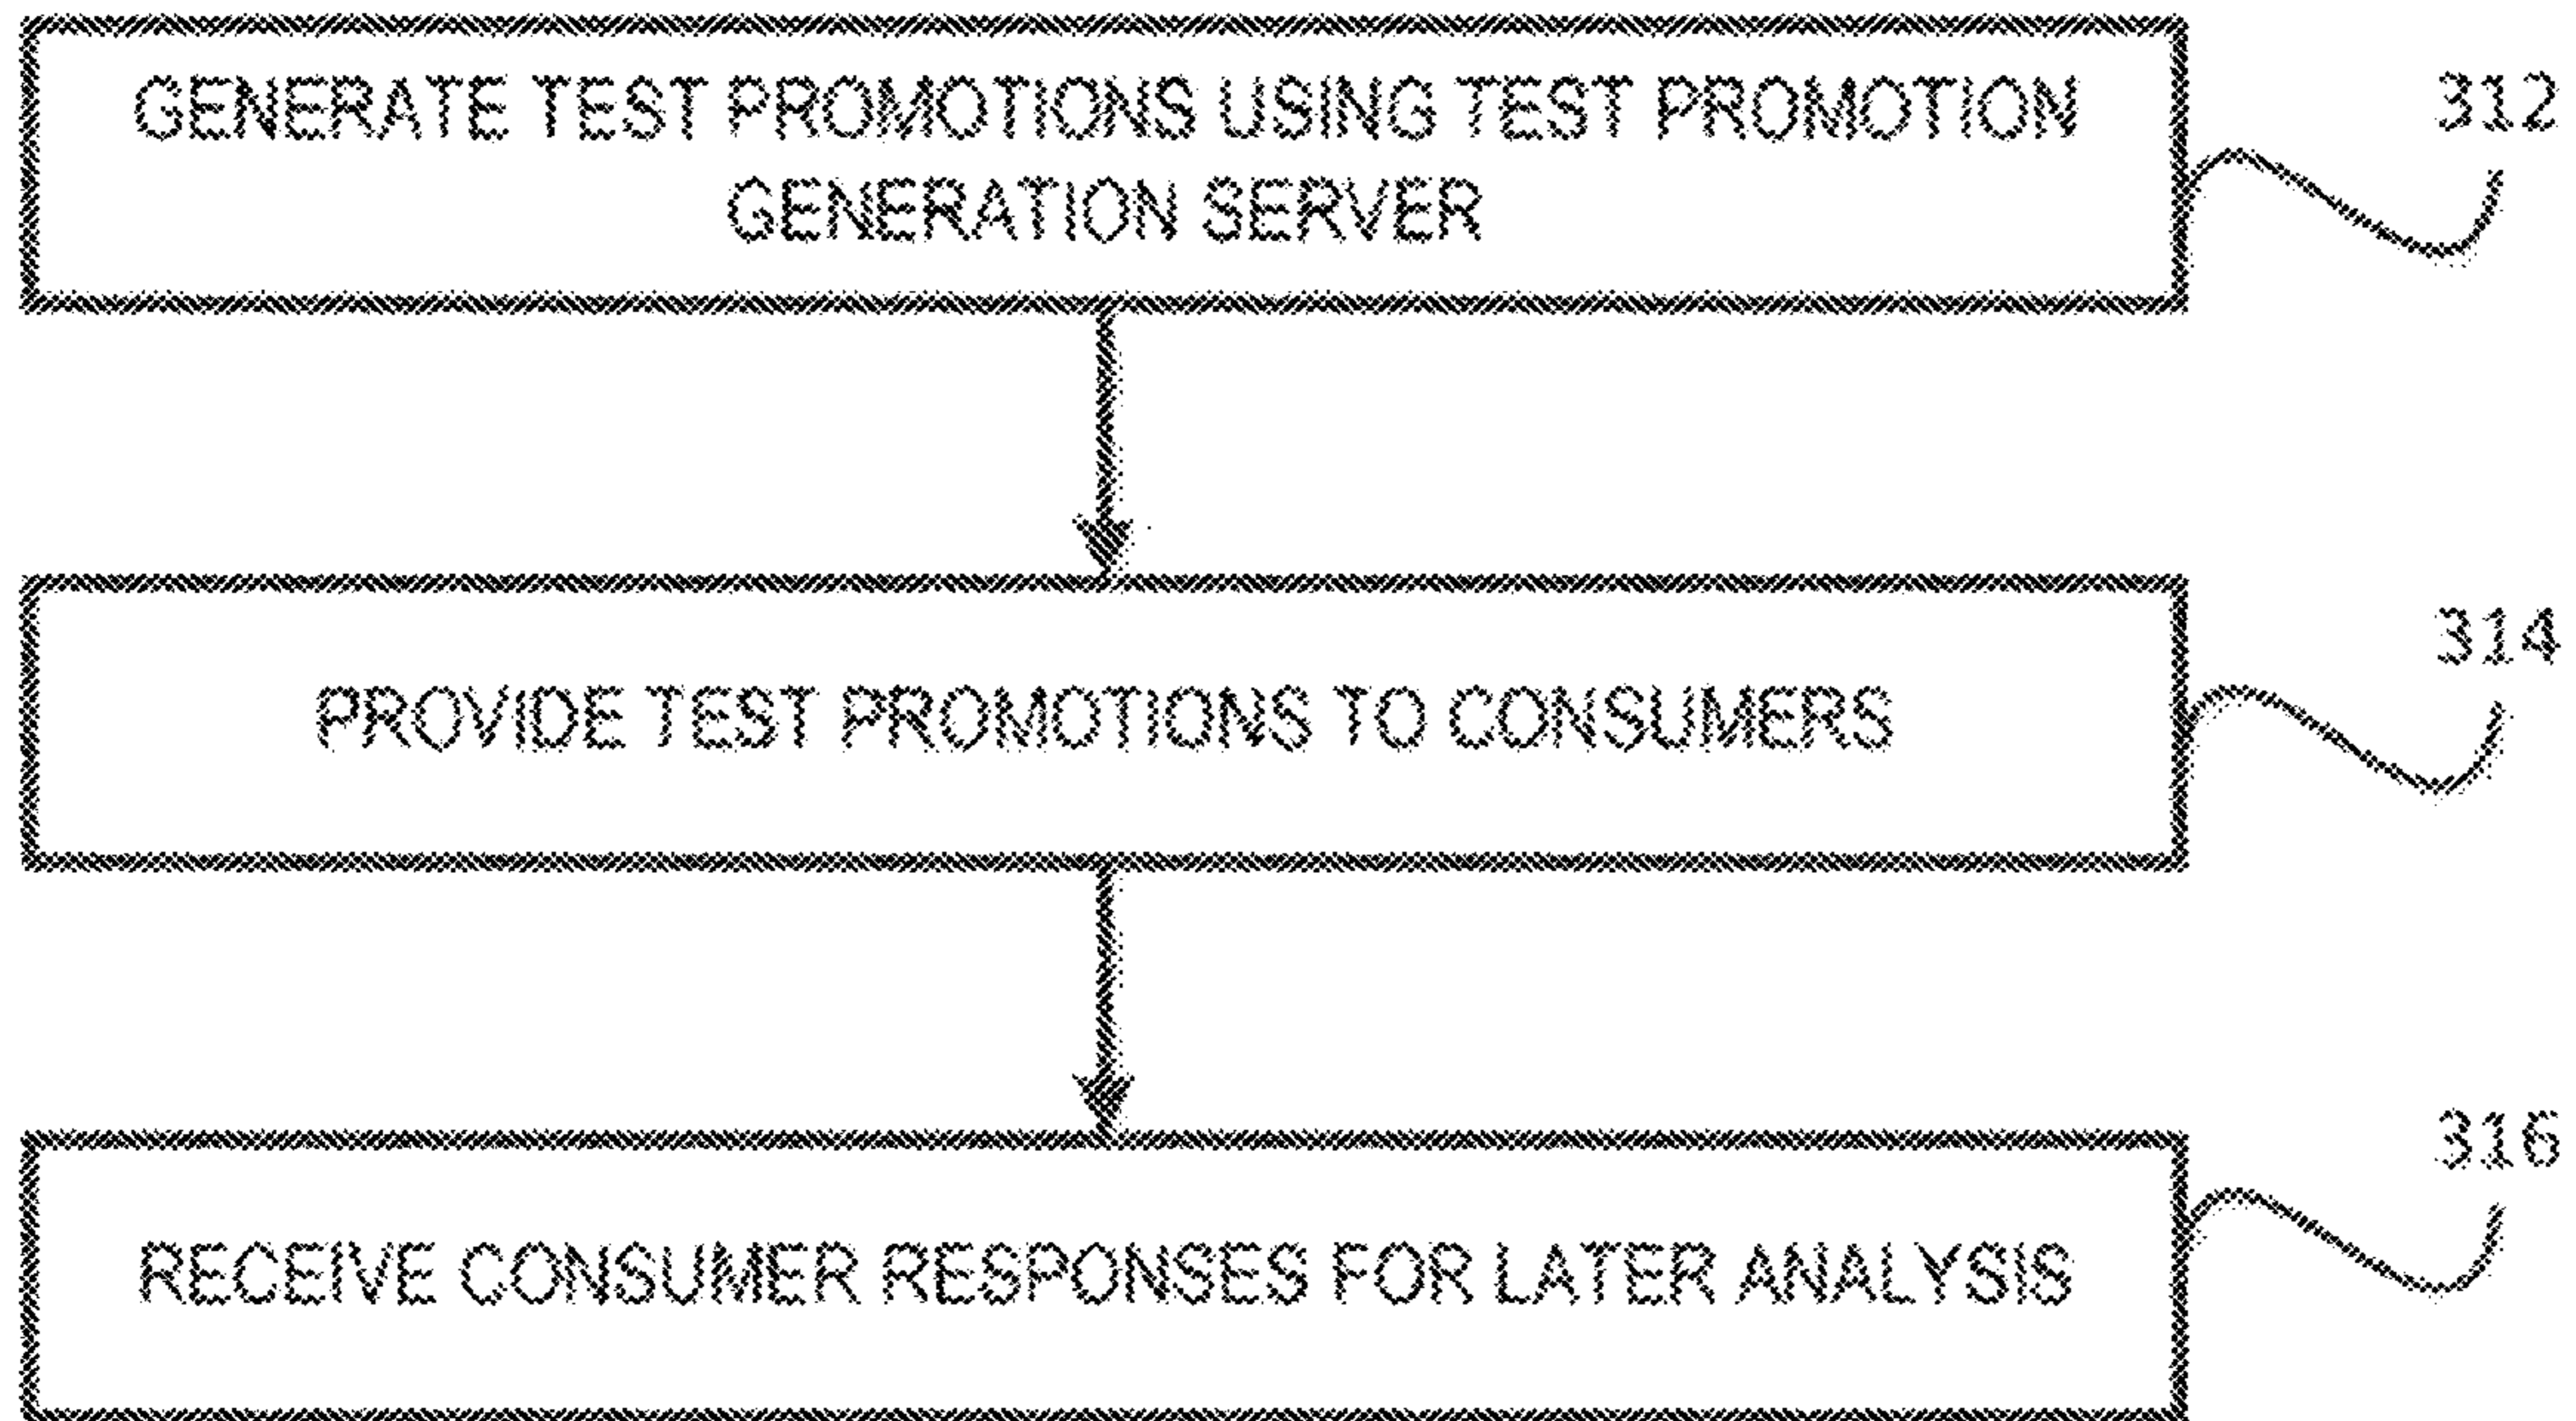 GENERATE TEST PROMOTIONS USING TEST PROMOTION
GENERATION SERVER
312
PROVIDE TEST PROMOTIONS TO CONSUMERS
314
RECEIVE CONSUMER RESPONSES FOR LATER ANALYSIS
316